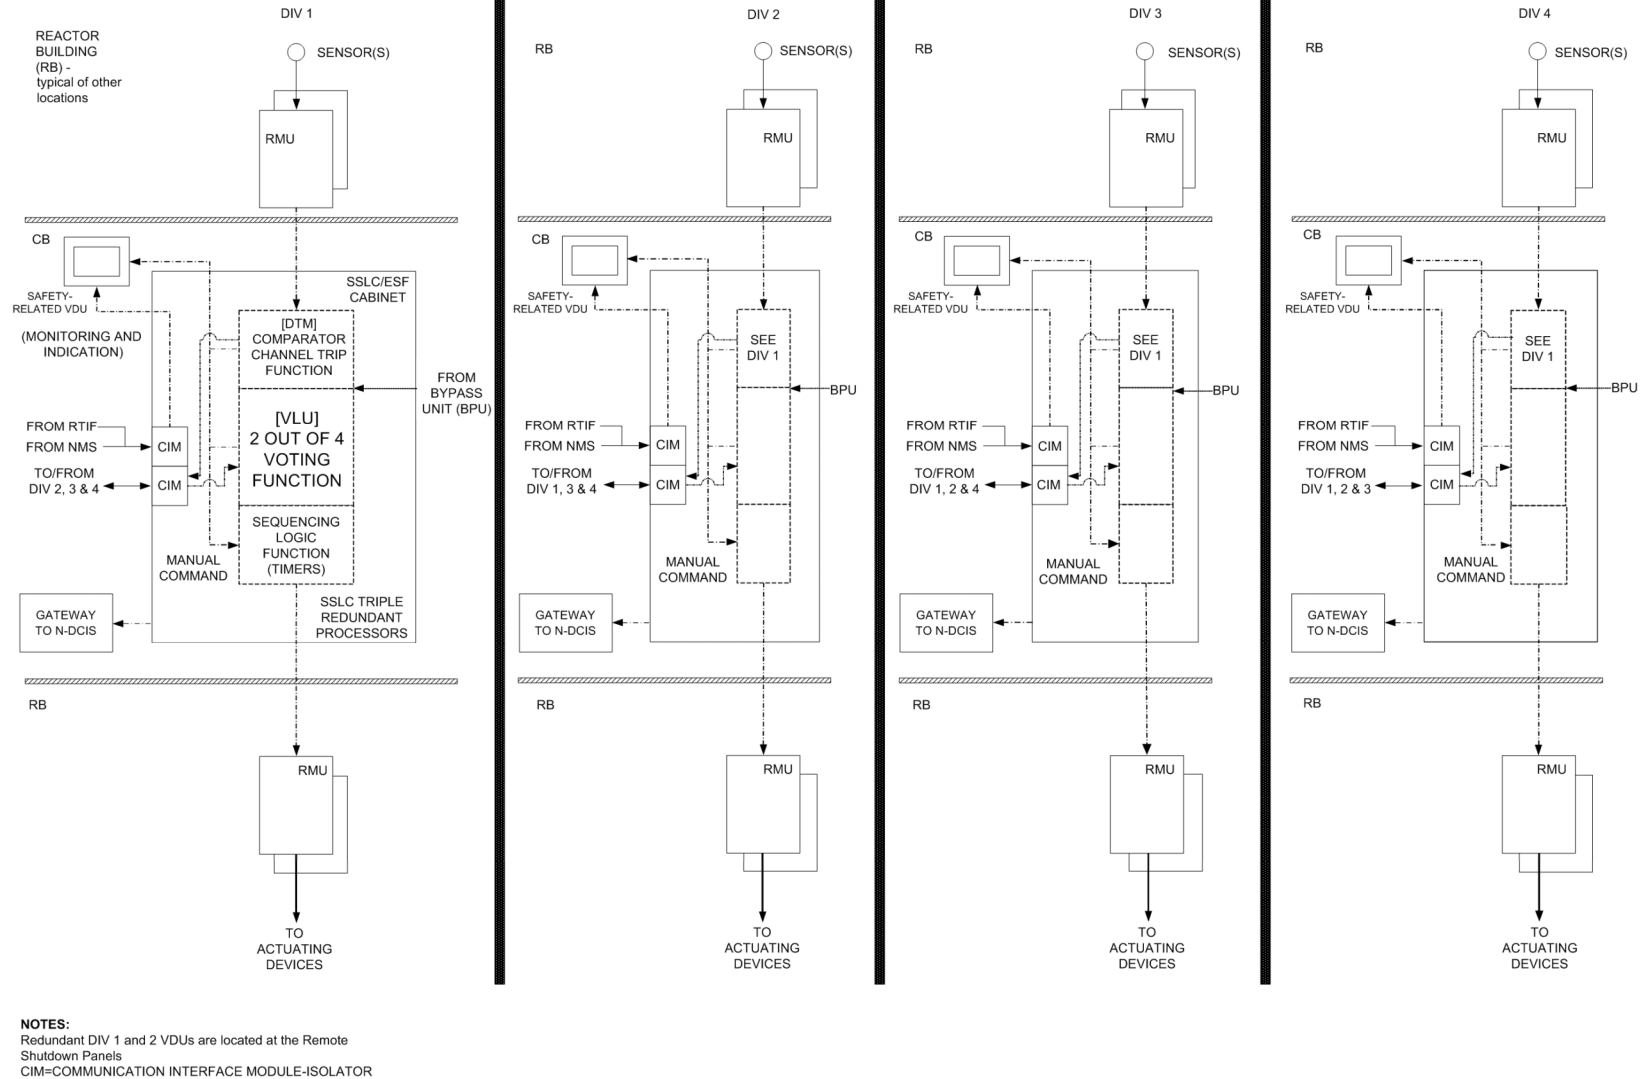 DIV 1
REACTOR
BUILDING
(RB) -
typical of other
locations
SENSOR(S)
RMU
CB
SAFETY-
RELATED VDU
(MONITORING AND
INDICATION)
SSLC/ESF
CABINET
[DTM]
COMPARATOR
CHANNEL TRIP
FUNCTION
FROM
BYPASS
UNIT (BPU)
[VLU]
2 OUT OF 4
VOTING
FUNCTION
FROM RTIF
FROM NMS
CIM
TO/FROM
DIV 2, 3 & 4
CIM
SEQUENCING
LOGIC
FUNCTION
(TIMERS)
MANUAL
COMMAND
SSLC TRIPLE
REDUNDANT
PROCESSORS
GATEWAY
TO N-DCIS
RB
RMU
TO
ACTUATING
DEVICES
DIV 2
RB
SENSOR(S)
RMU
CB
SAFETY-
RELATED VDU
SEE
DIV 1
BPU
FROM RTIF
FROM NMS
CIM
TO/FROM
DIV 1, 3 & 4
CIM
MANUAL
COMMAND
GATEWAY
TO N-DCIS
RB
RMU
TO
ACTUATING
DEVICES
DIV 3
RB
SENSOR(S)
RMU
CB
SAFETY-
RELATED VDU
SEE
DIV 1
BPU
FROM RTIF
FROM NMS
CIM
TO/FROM
DIV 1, 2 & 4
CIM
MANUAL
COMMAND
GATEWAY
TO N-DCIS
RB
RMU
TO
ACTUATING
DEVICES
DIV 4
RB
SENSOR(S)
RMU
CB
SAFETY-
RELATED VDU
SEE
DIV 1
BPU
FROM RTIF
FROM NMS
CIM
TO/FROM
DIV 1, 2 & 3
CIM
MANUAL
COMMAND
GATEWAY
TO N-DCIS
RB
RMU
TO
ACTUATING
DEVICES
NOTES:
Redundant DIV 1 and 2 VDUs are located at the Remote
Shutdown Panels
CIM=COMMUNICATION INTERFACE MODULE-ISOLATOR